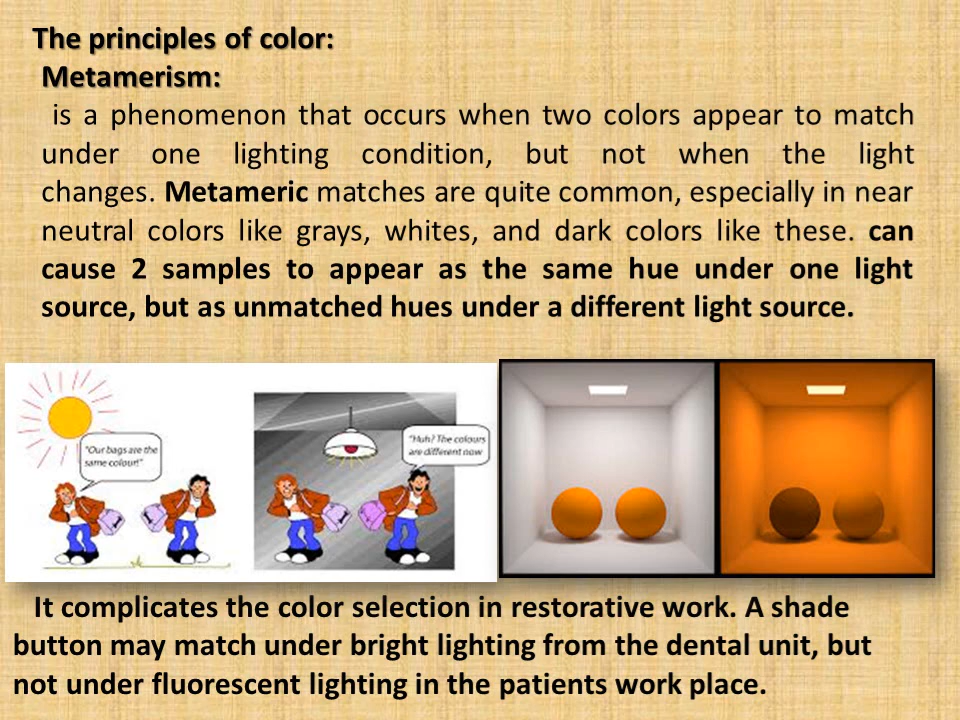 The principles of color:
Metamerism:
is a phenomenon that occurs when two colors appear to match
under one lighting condition, but not when the light
changes. Metameric matches are quite common, especially in near
neutral colors like grays, whites, and dark colors like these. can
cause 2 samples to appear as the same hue under one light
source, but as unmatched hues under a different light source.
"Our bags are the
same colour!"
"Huh? The colours
are different now
It complicates the color selection in restorative work. A shade
button may match under bright lighting from the dental unit, but
not under fluorescent lighting in the patients work place.